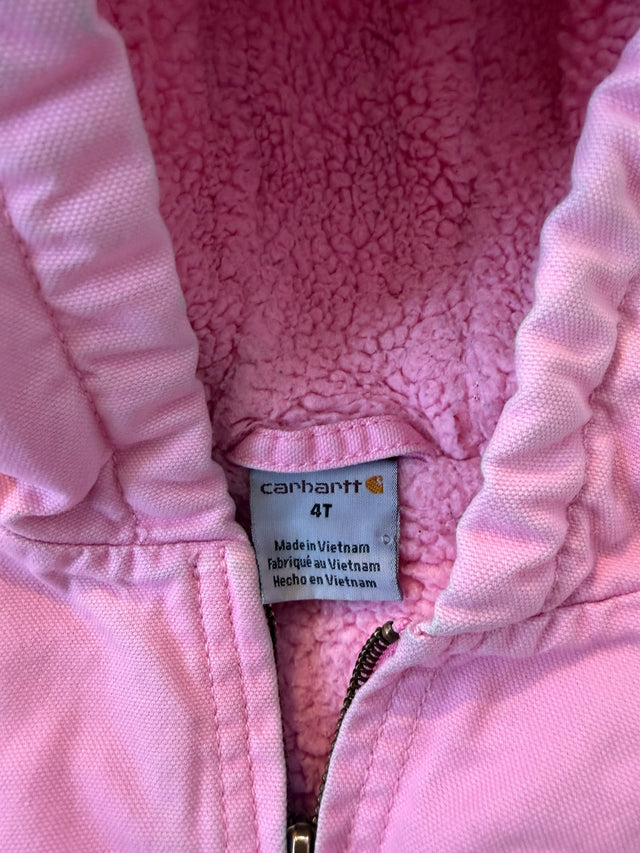 carhartt
4T
Made in Vietnam
Fabriqué au Vietnam
Hecho en Vietnam